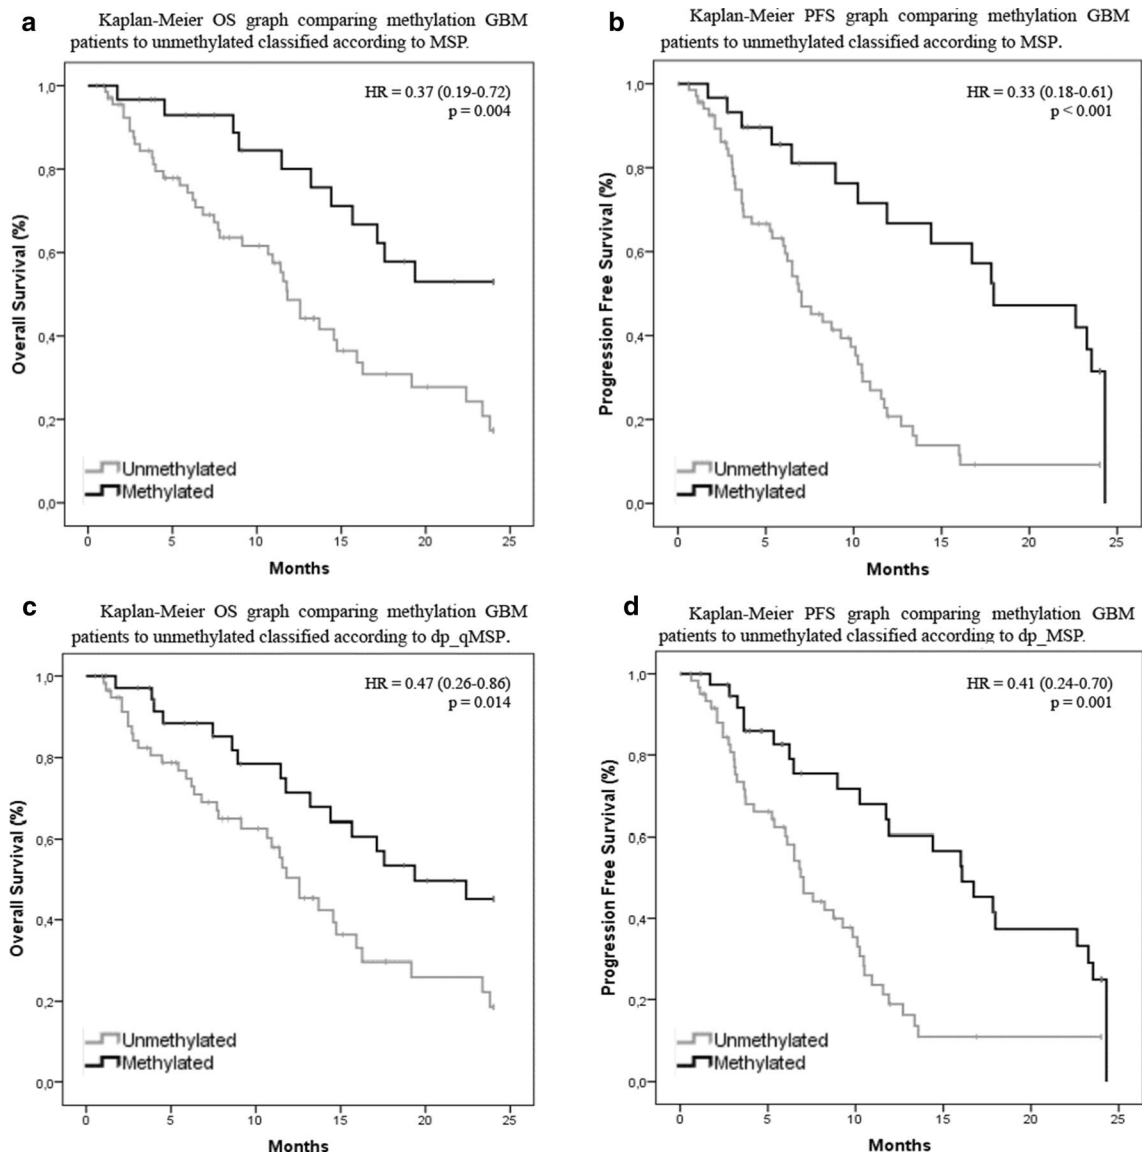 a
Kaplan-Meier OS graph comparing methylation GBM
patients to unmethylated classified according to MSP.
HR = 0.37 (0.19-0.72)
p = 0.004
Overall Survival (%)
1,0
0,8
0,6
0,4
0,2
0,0
Unmethylated
Methylated
0 5 10 15 20 25
Months
b
Kaplan-Meier PFS graph comparing methylation GBM
patients to unmethylated classified according to MSP.
HR = 0.33 (0.18-0.61)
p < 0.001
Progression Free Survival (%)
1,0
0,8
0,6
0,4
0,2
0,0
Unmethylated
Methylated
0 5 10 15 20 25
Months
c
Kaplan-Meier OS graph comparing methylation GBM
patients to unmethylated classified according to dp_qMSP.
HR = 0.47 (0.26-0.86)
p = 0.014
Overall Survival (%)
1,0
0,8
0,6
0,4
0,2
0,0
Unmethylated
Methylated
0 5 10 15 20 25
Months
d
Kaplan-Meier PFS graph comparing methylation GBM
patients to unmethylated classified according to dp_MSP.
HR = 0.41 (0.24-0.70)
p = 0.001
Progression Free Survival (%)
1,0
0,8
0,6
0,4
0,2
0,0
Unmethylated
Methylated
0 5 10 15 20 25
Months